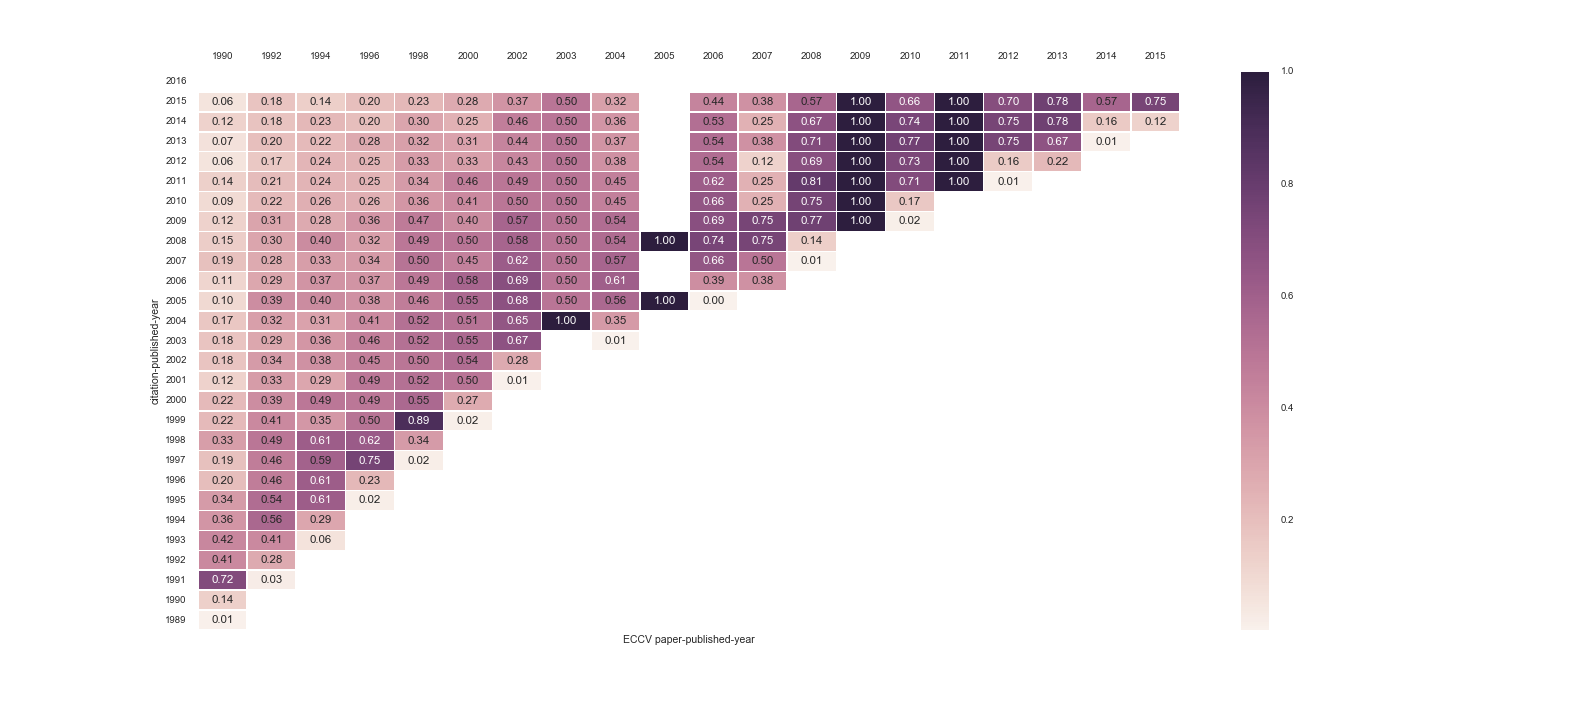 1990 1992 1994 1996 1998 2000 2002 2003 2004 2005 2006 2007 2008 2009 2010 2011 2012 2013 2014 2015
2016
2015 0.06 0.18 0.14 0.20 0.23 0.28 0.37 0.50 0.32 0.44 0.38 0.57 1.00 0.66 1.00 0.70 0.78 0.57 0.75
2014 0.12 0.18 0.23 0.20 0.30 0.25 0.46 0.50 0.36 0.53 0.25 0.67 1.00 0.74 1.00 0.75 0.78 0.16 0.12
2013 0.07 0.20 0.22 0.28 0.32 0.31 0.44 0.50 0.37 0.54 0.38 0.71 1.00 0.77 1.00 0.75 0.67 0.01
2012 0.06 0.17 0.24 0.25 0.33 0.33 0.43 0.50 0.38 0.54 0.12 0.69 1.00 0.73 1.00 0.16 0.22
2011 0.14 0.21 0.24 0.25 0.34 0.46 0.49 0.50 0.45 0.62 0.25 0.81 1.00 0.71 1.00 0.01
2010 0.09 0.22 0.26 0.26 0.36 0.41 0.50 0.50 0.45 0.66 0.25 0.75 1.00 0.17
2009 0.12 0.31 0.28 0.36 0.47 0.40 0.57 0.50 0.54 0.69 0.75 0.77 1.00 0.02
2008 0.15 0.30 0.40 0.32 0.49 0.50 0.58 0.50 0.54 1.00 0.74 0.75 0.14
2007 0.19 0.28 0.33 0.34 0.50 0.45 0.62 0.50 0.57 0.66 0.50 0.01
2006 0.11 0.29 0.37 0.37 0.49 0.58 0.69 0.50 0.61 0.39 0.38
2005 0.10 0.39 0.40 0.38 0.46 0.55 0.68 0.50 0.56 1.00 0.00
2004 0.17 0.32 0.31 0.41 0.52 0.51 0.65 1.00 0.35
2003 0.18 0.29 0.36 0.46 0.52 0.55 0.67 0.01
2002 0.18 0.34 0.38 0.45 0.50 0.54 0.28
2001 0.12 0.33 0.29 0.49 0.52 0.50 0.01
2000 0.22 0.39 0.49 0.49 0.55 0.27
1999 0.22 0.41 0.35 0.50 0.89 0.02
1998 0.33 0.49 0.61 0.62 0.34
1997 0.19 0.46 0.59 0.75 0.02
1996 0.20 0.46 0.61 0.23
1995 0.34 0.54 0.61 0.02
1994 0.36 0.56 0.29
1993 0.42 0.41 0.06
1992 0.41 0.28
1991 0.72 0.03
1990 0.14
1989 0.01
citation-published-year
ECCV paper-published-year
1.0
0.8
0.6
0.4
0.2